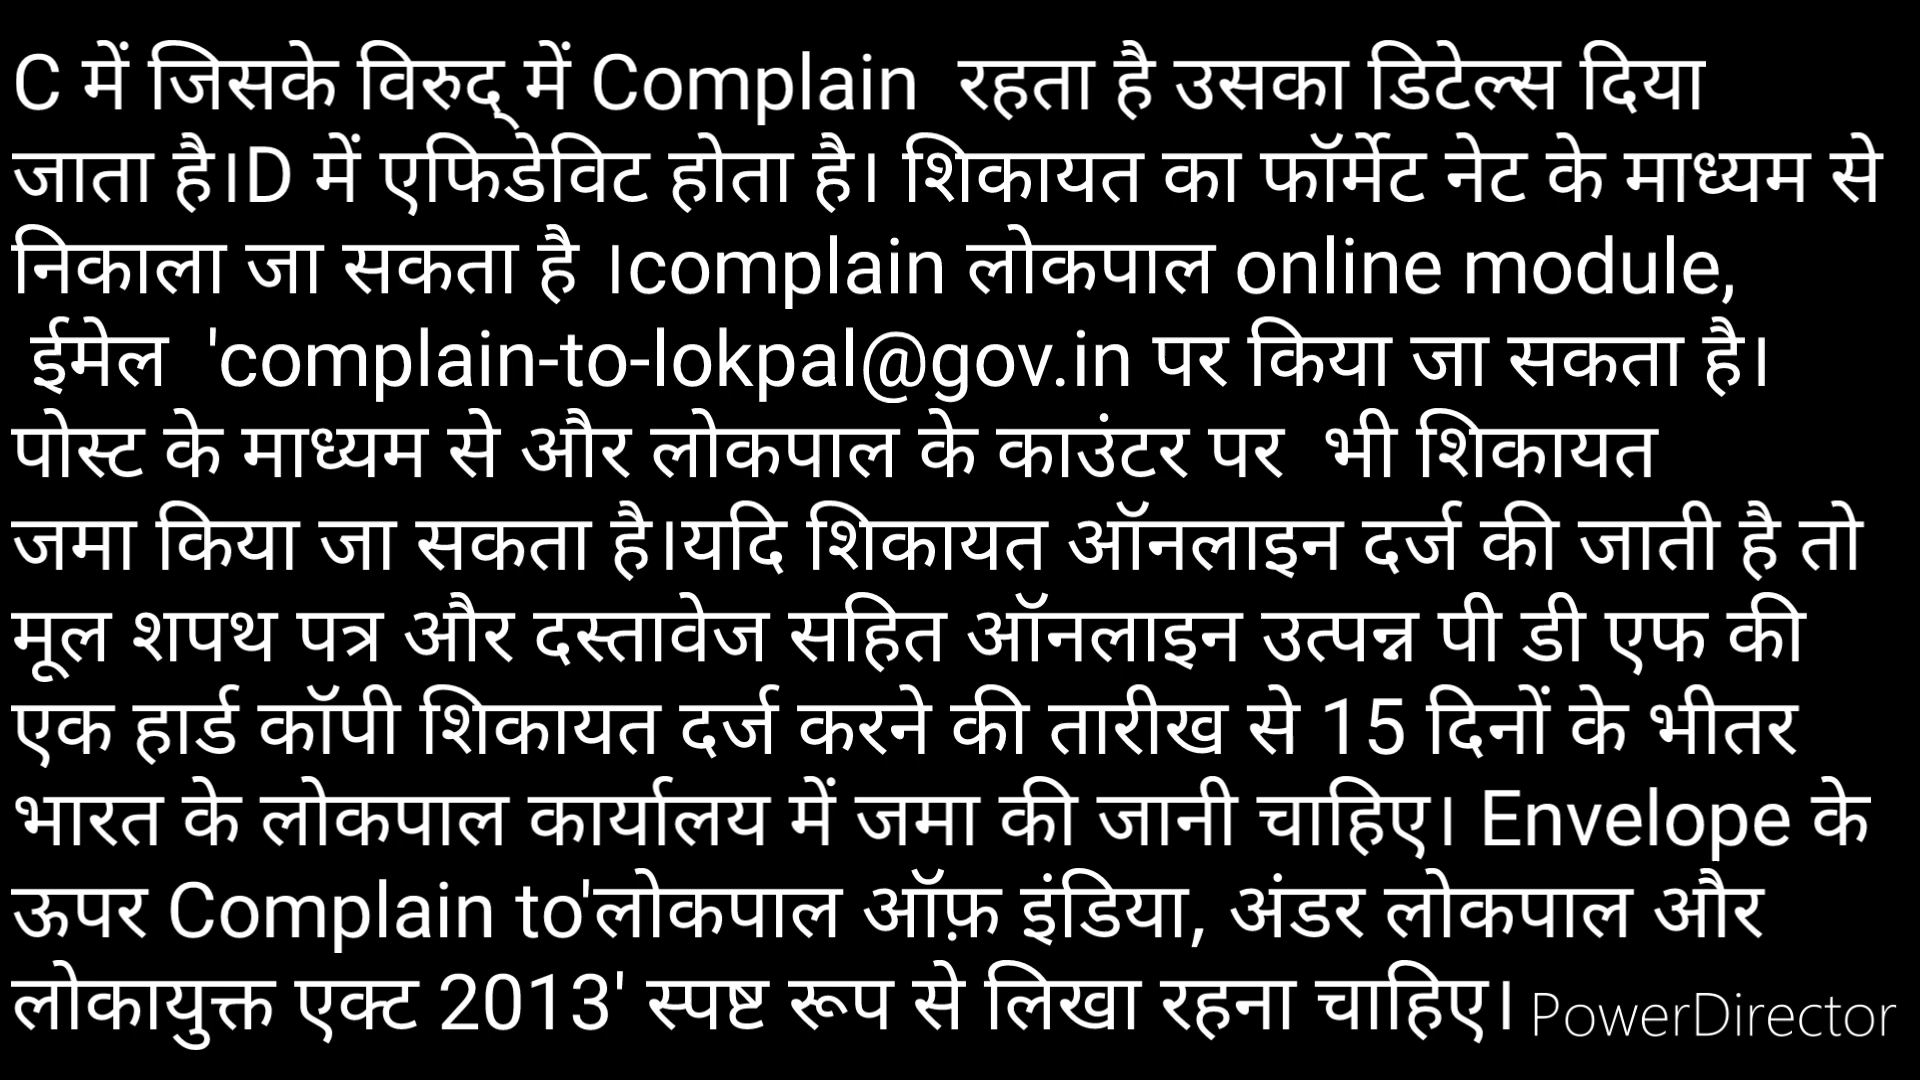 C में जिसके विरुद् में Complain रहता है उसका डिटेल्स दिया
जाता है।D में एफिडेविट होता है। शिकायत का फॉर्मेट नेट के माध्यम से
निकाला जा सकता है ।complain लोकपाल online module,
ईमेल 'complain-to-lokpal@gov.in पर किया जा सकता है।
पोस्ट के माध्यम से और लोकपाल के काउंटर पर भी शिकायत
जमा किया जा सकता है।यदि शिकायत ऑनलाइन दर्ज की जाती है तो
मूल शपथ पत्र और दस्तावेज सहित ऑनलाइन उत्पन्न पी डी एफ की
एक हार्ड कॉपी शिकायत दर्ज करने की तारीख से 15 दिनों के भीतर
भारत के लोकपाल कार्यालय में जमा की जानी चाहिए। Envelope के
ऊपर Complain to'लोकपाल ऑफ़ इंडिया, अंडर लोकपाल और
लोकायुक्त एक्ट 2013' स्पष्ट रूप से लिखा रहना चाहिए।
PowerDirector